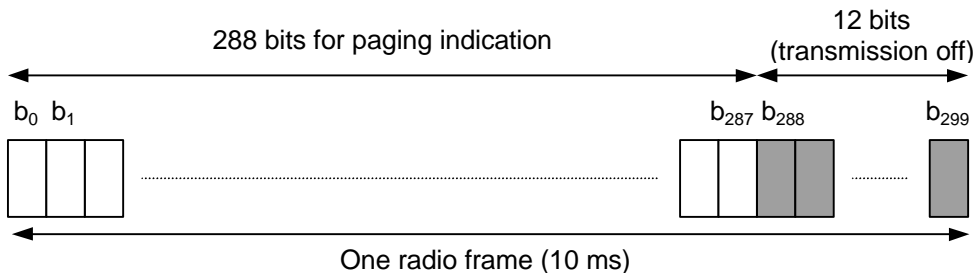 288 bits for paging indication
12 bits
(transmission off)
b₀ b₁ b₂₈₇ b₂₈₈ b₂₉₉
One radio frame (10 ms)